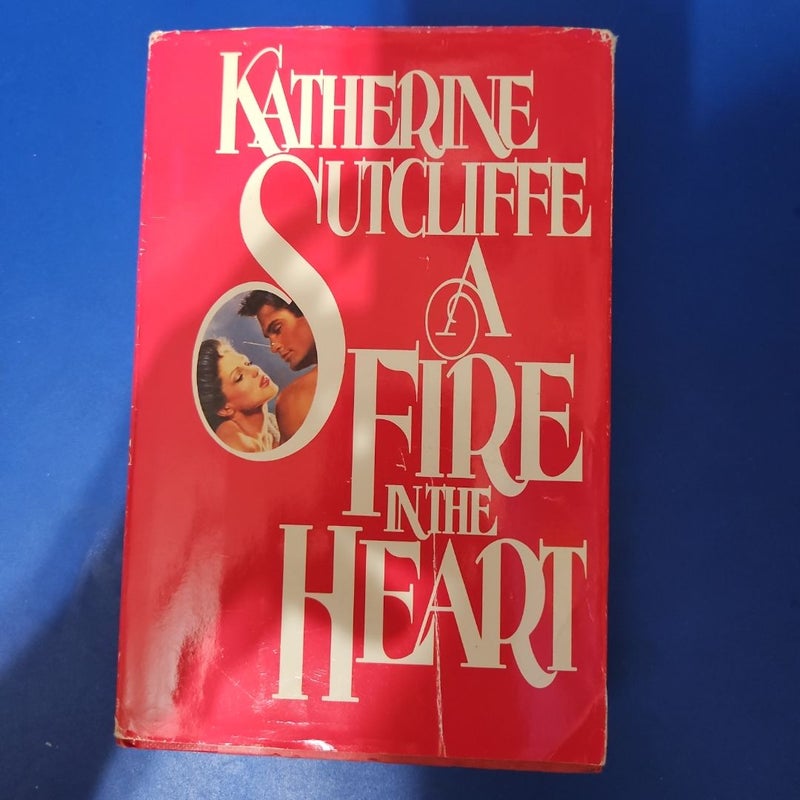 KATHERINE
SUTCLIFFE
A
FIRE
IN THE
HEART